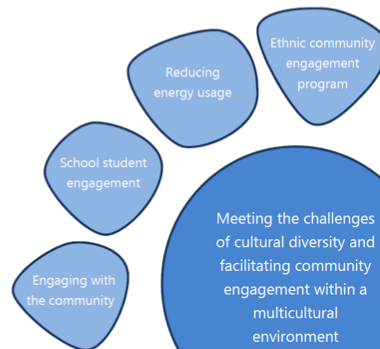 Ethnic community
engagement
program
Reducing
energy usage
School student
engagement
Engaging with
the community
Meeting the challenges
of cultural diversity and
facilitating community
engagement within a
multicultural
environment